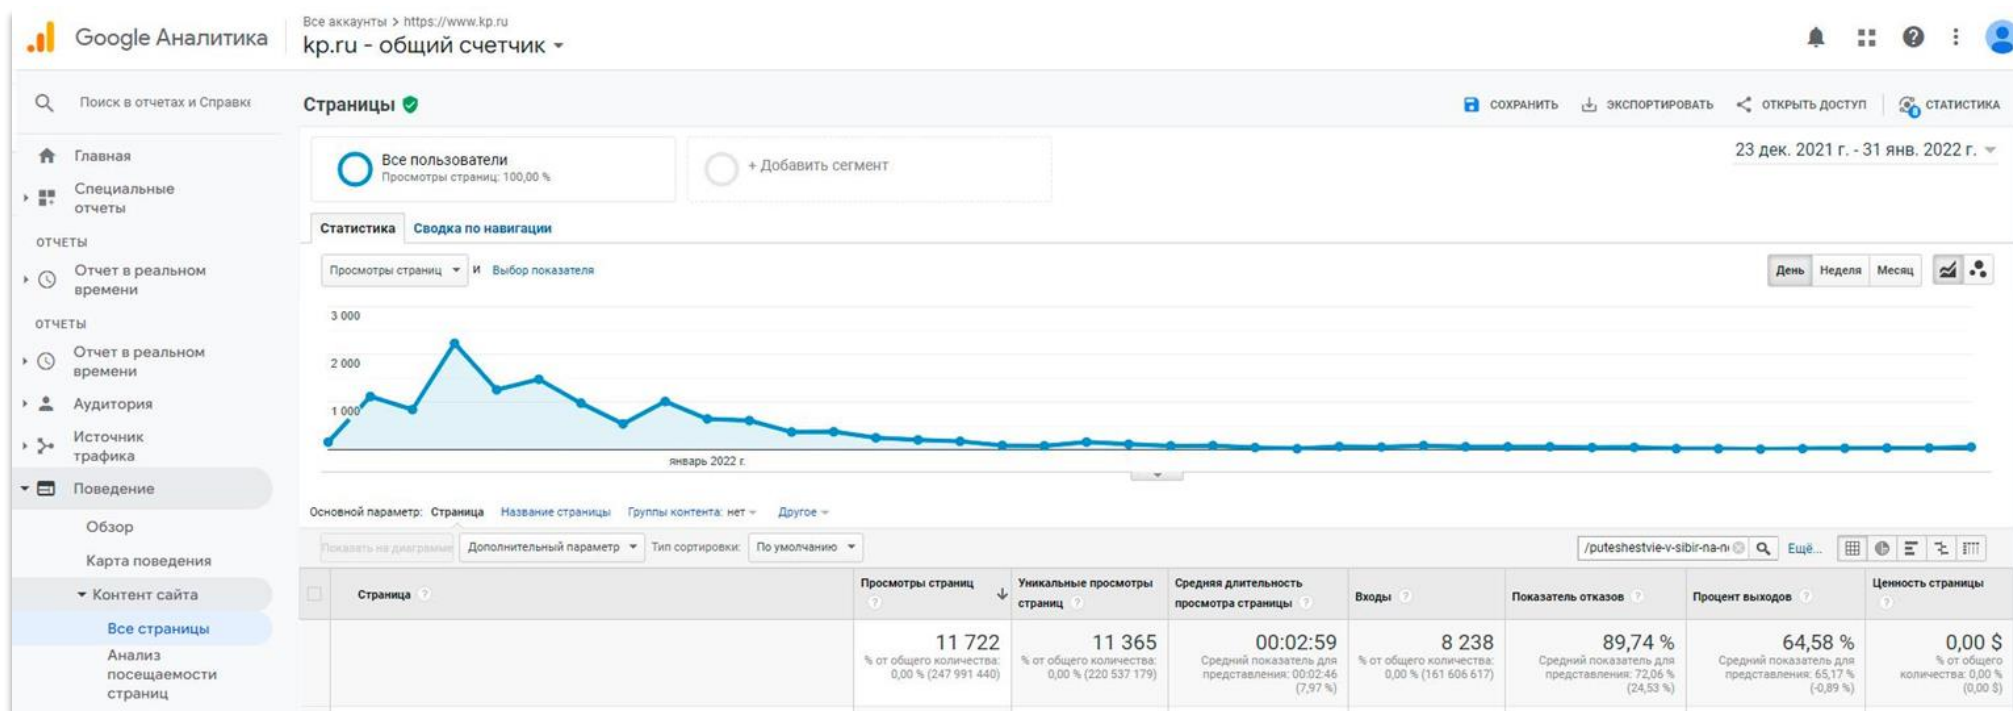 Google Аналитика
Все аккаунты > https://www.kp.ru
kp.ru - общий счетчик
Поиск в отчетах и Справке
Главная
Специальные
отчеты
ОТЧЕТЫ
Отчет в реальном
времени
ОТЧЕТЫ
Отчет в реальном
времени
Аудитория
Источник
трафика
Поведение
Обзор
Карта поведения
Контент сайта
Все страницы
Анализ
посещаемости
страниц
Страницы
СОХРАНИТЬ
ЭКСПОРТИРОВАТЬ
ОТКРЫТЬ ДОСТУП
СТАТИСТИКА
Все пользователи
Просмотры страниц: 100,00 %
+ Добавить сегмент
23 дек. 2021 г. - 31 янв. 2022 г.
Статистика
Сводка по навигации
Просмотры страниц
и
Выбор показателя
День
Неделя
Месяц
3 000
2 000
1 000
январь 2022 г.
Основной параметр: Страница Название страницы Группы контента: нет Другое
Показать на диаграмме
Дополнительный параметр
Тип сортировки:
По умолчанию
/puteshestvie-v-sibir-na-n
Ещё...
Страница
Просмотры страниц
Уникальные просмотры
страниц
Средняя длительность
просмотра страницы
Входы
Показатель отказов
Процент выходов
Ценность страницы
11 722
% от общего количества:
0,00 % (247 991 440)
11 365
% от общего количества:
0,00 % (220 537 179)
00:02:59
Средний показатель для
представления: 00:02:46
(7,97 %)
8 238
% от общего количества:
0,00 % (161 606 617)
89,74 %
Средний показатель для
представления: 72,06 %
(24,53 %)
64,58 %
Средний показатель для
представления: 65,17 %
(-0,89 %)
0,00 $
% от общего
количества: 0,00 %
(0,00 $)